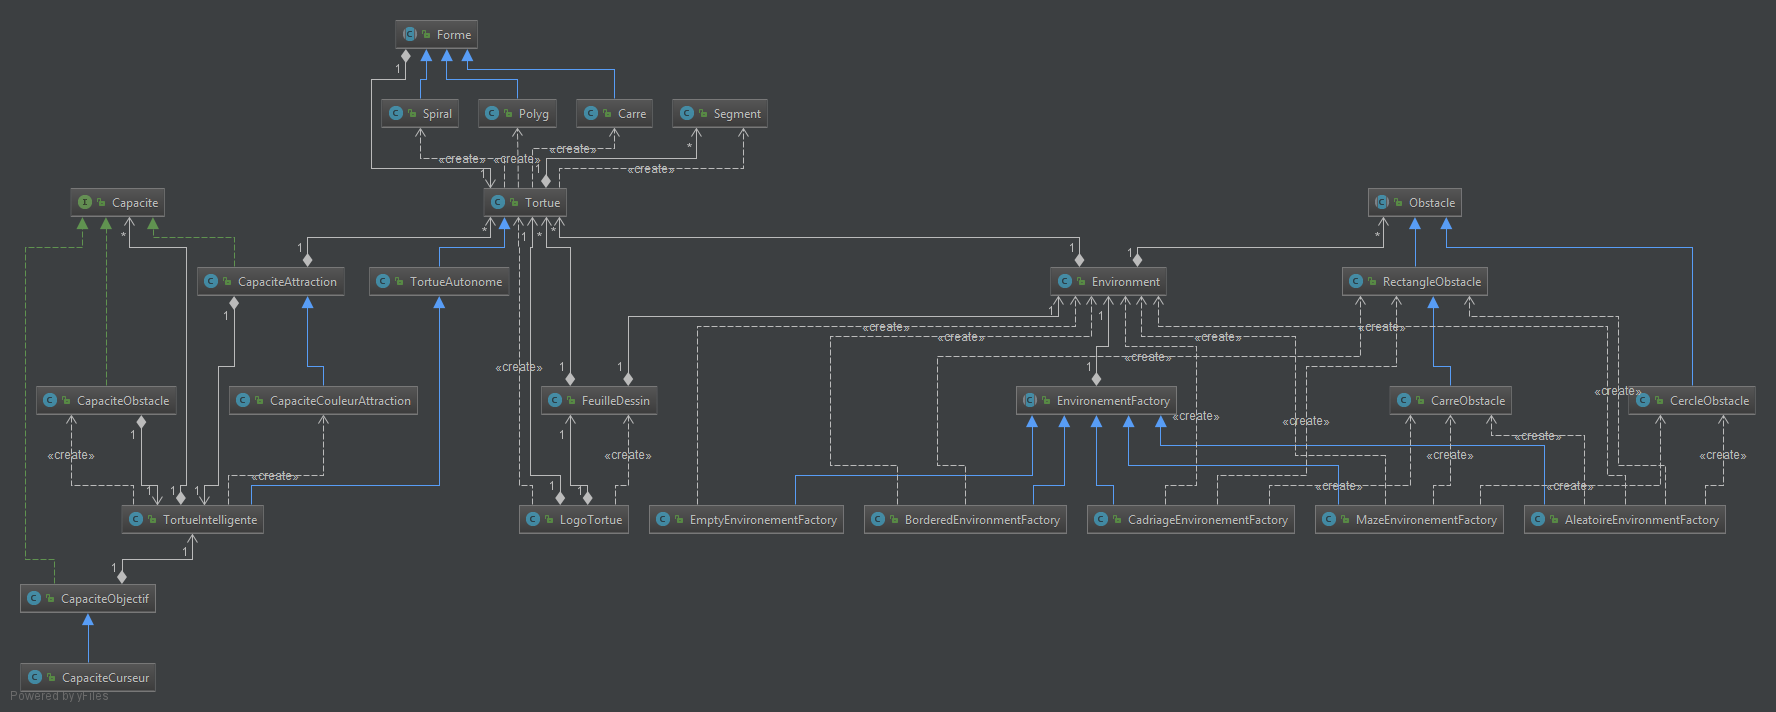 Forme
1
Spiral
Polyg
Carre
Segment
«create»
«create»
«create»
*
1
«create»
1
Capacite
Tortue
Obstacle
*
*
1
*
*
*
1
1
1
CapaciteAttraction
TortueAutonome
Environment
RectangleObstacle
1
1
1
«create»
«create»
«create»
«create»
«create»
«create»
1
1
1
«create»
«create»
CapaciteObstacle
CapaciteCouleurAttraction
FeuilleDessin
EnvironementFactory
CarreObstacle
CercleObstacle
«create»
«create»
1
1
«create»
«create»
«create»
«create»
«create»
«create»
«create»
«create»
1
1
1
1
1
TortueIntelligente
LogoTortue
EmptyEnvironementFactory
BorderedEnvironmentFactory
CadriageEnvironementFactory
MazeEnvironementFactory
AleatoireEnvironmentFactory
1
1
CapaciteObjectif
CapaciteCurseur
Powered by yFiles